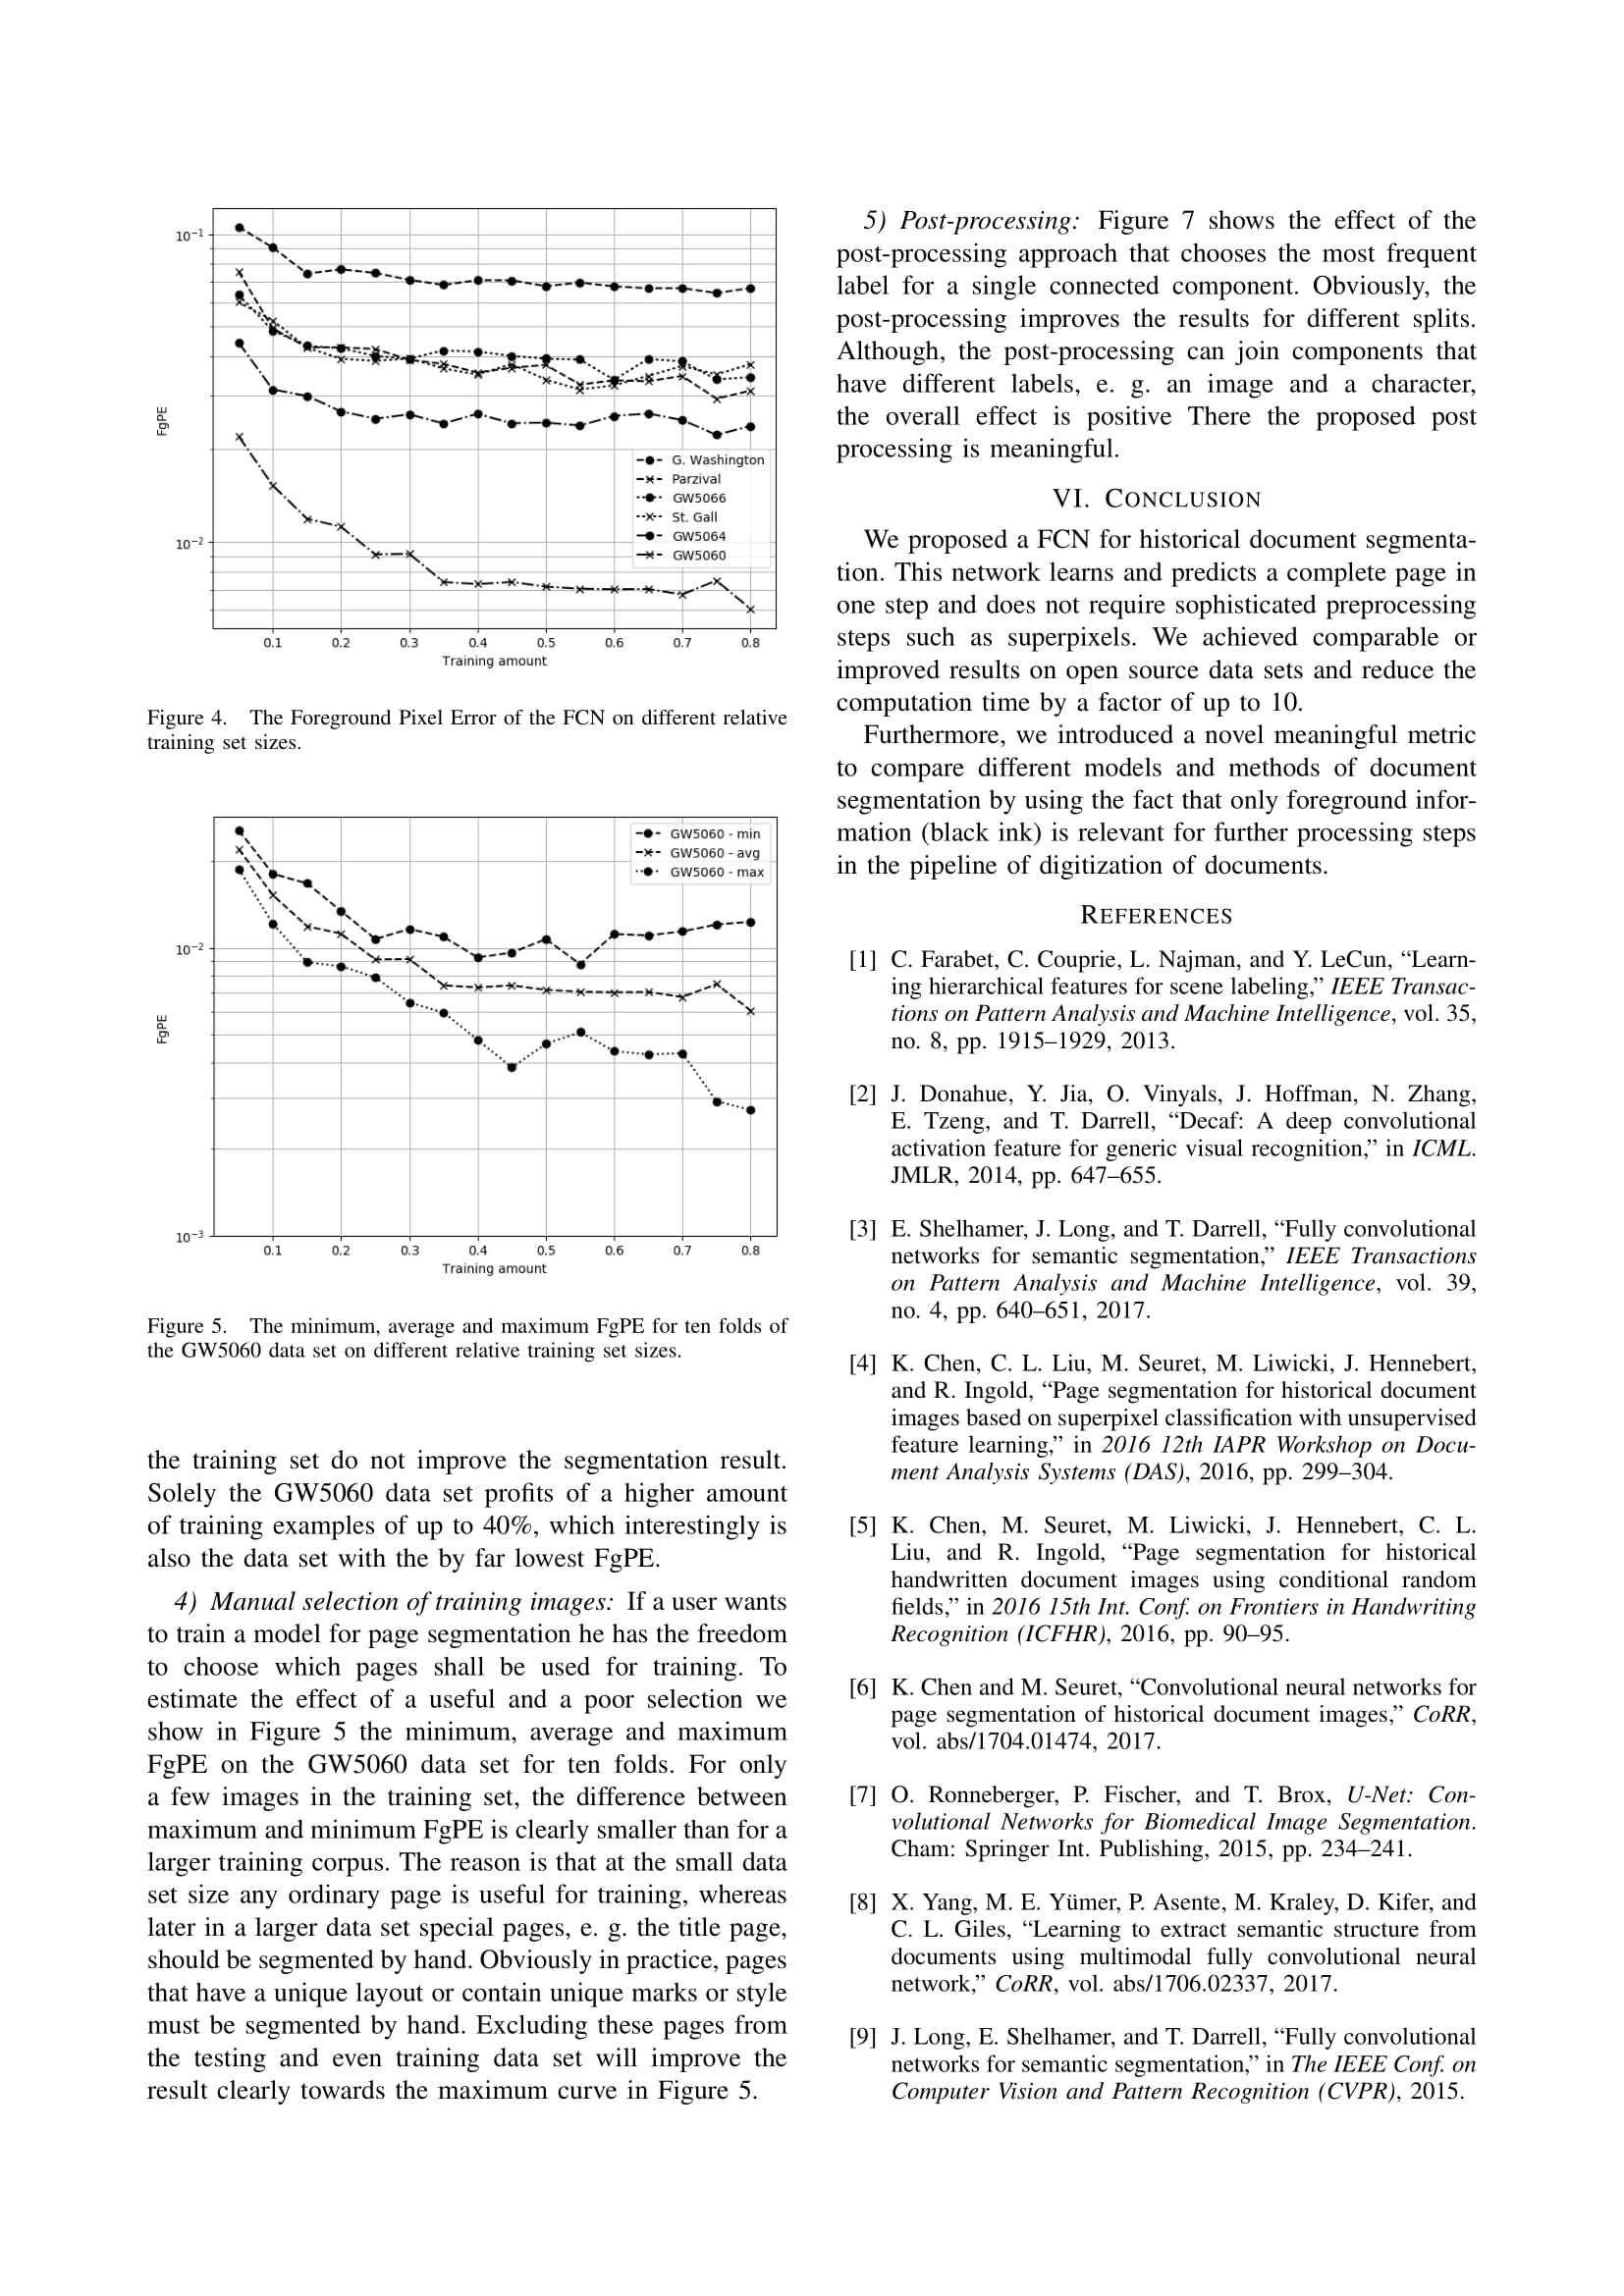 10−1
10−2
FgPE
G. Washington
Parzival
GW5066
St. Gall
GW5064
GW5060
0.1 0.2 0.3 0.4 0.5 0.6 0.7 0.8
Training amount
Figure 4. The Foreground Pixel Error of the FCN on different relative
training set sizes.
GW5060 - min
GW5060 - avg
GW5060 - max
10−2
FgPE
10−3
0.1 0.2 0.3 0.4 0.5 0.6 0.7 0.8
Training amount
Figure 5. The minimum, average and maximum FgPE for ten folds of
the GW5060 data set on different relative training set sizes.
the training set do not improve the segmentation result.
Solely the GW5060 data set profits of a higher amount
of training examples of up to 40%, which interestingly is
also the data set with the by far lowest FgPE.
4) Manual selection of training images: If a user wants
to train a model for page segmentation he has the freedom
to choose which pages shall be used for training. To
estimate the effect of a useful and a poor selection we
show in Figure 5 the minimum, average and maximum
FgPE on the GW5060 data set for ten folds. For only
a few images in the training set, the difference between
maximum and minimum FgPE is clearly smaller than for a
larger training corpus. The reason is that at the small data
set size any ordinary page is useful for training, whereas
later in a larger data set special pages, e. g. the title page,
should be segmented by hand. Obviously in practice, pages
that have a unique layout or contain unique marks or style
must be segmented by hand. Excluding these pages from
the testing and even training data set will improve the
result clearly towards the maximum curve in Figure 5.
5) Post-processing: Figure 7 shows the effect of the
post-processing approach that chooses the most frequent
label for a single connected component. Obviously, the
post-processing improves the results for different splits.
Although, the post-processing can join components that
have different labels, e. g. an image and a character,
the overall effect is positive There the proposed post
processing is meaningful.
VI. CONCLUSION
We proposed a FCN for historical document segmenta-
tion. This network learns and predicts a complete page in
one step and does not require sophisticated preprocessing
steps such as superpixels. We achieved comparable or
improved results on open source data sets and reduce the
computation time by a factor of up to 10.
Furthermore, we introduced a novel meaningful metric
to compare different models and methods of document
segmentation by using the fact that only foreground infor-
mation (black ink) is relevant for further processing steps
in the pipeline of digitization of documents.
REFERENCES
[1] C. Farabet, C. Couprie, L. Najman, and Y. LeCun, “Learn-
ing hierarchical features for scene labeling,” IEEE Transac-
tions on Pattern Analysis and Machine Intelligence, vol. 35,
no. 8, pp. 1915–1929, 2013.
[2] J. Donahue, Y. Jia, O. Vinyals, J. Hoffman, N. Zhang,
E. Tzeng, and T. Darrell, “Decaf: A deep convolutional
activation feature for generic visual recognition,” in ICML.
JMLR, 2014, pp. 647–655.
[3] E. Shelhamer, J. Long, and T. Darrell, “Fully convolutional
networks for semantic segmentation,” IEEE Transactions
on Pattern Analysis and Machine Intelligence, vol. 39,
no. 4, pp. 640–651, 2017.
[4] K. Chen, C. L. Liu, M. Seuret, M. Liwicki, J. Hennebert,
and R. Ingold, “Page segmentation for historical document
images based on superpixel classification with unsupervised
feature learning,” in 2016 12th IAPR Workshop on Docu-
ment Analysis Systems (DAS), 2016, pp. 299–304.
[5] K. Chen, M. Seuret, M. Liwicki, J. Hennebert, C. L.
Liu, and R. Ingold, “Page segmentation for historical
handwritten document images using conditional random
fields,” in 2016 15th Int. Conf. on Frontiers in Handwriting
Recognition (ICFHR), 2016, pp. 90–95.
[6] K. Chen and M. Seuret, “Convolutional neural networks for
page segmentation of historical document images,” CoRR,
vol. abs/1704.01474, 2017.
[7] O. Ronneberger, P. Fischer, and T. Brox, U-Net: Con-
volutional Networks for Biomedical Image Segmentation.
Cham: Springer Int. Publishing, 2015, pp. 234–241.
[8] X. Yang, M. E. Yümer, P. Asente, M. Kraley, D. Kifer, and
C. L. Giles, “Learning to extract semantic structure from
documents using multimodal fully convolutional neural
network,” CoRR, vol. abs/1706.02337, 2017.
[9] J. Long, E. Shelhamer, and T. Darrell, “Fully convolutional
networks for semantic segmentation,” in The IEEE Conf. on
Computer Vision and Pattern Recognition (CVPR), 2015.